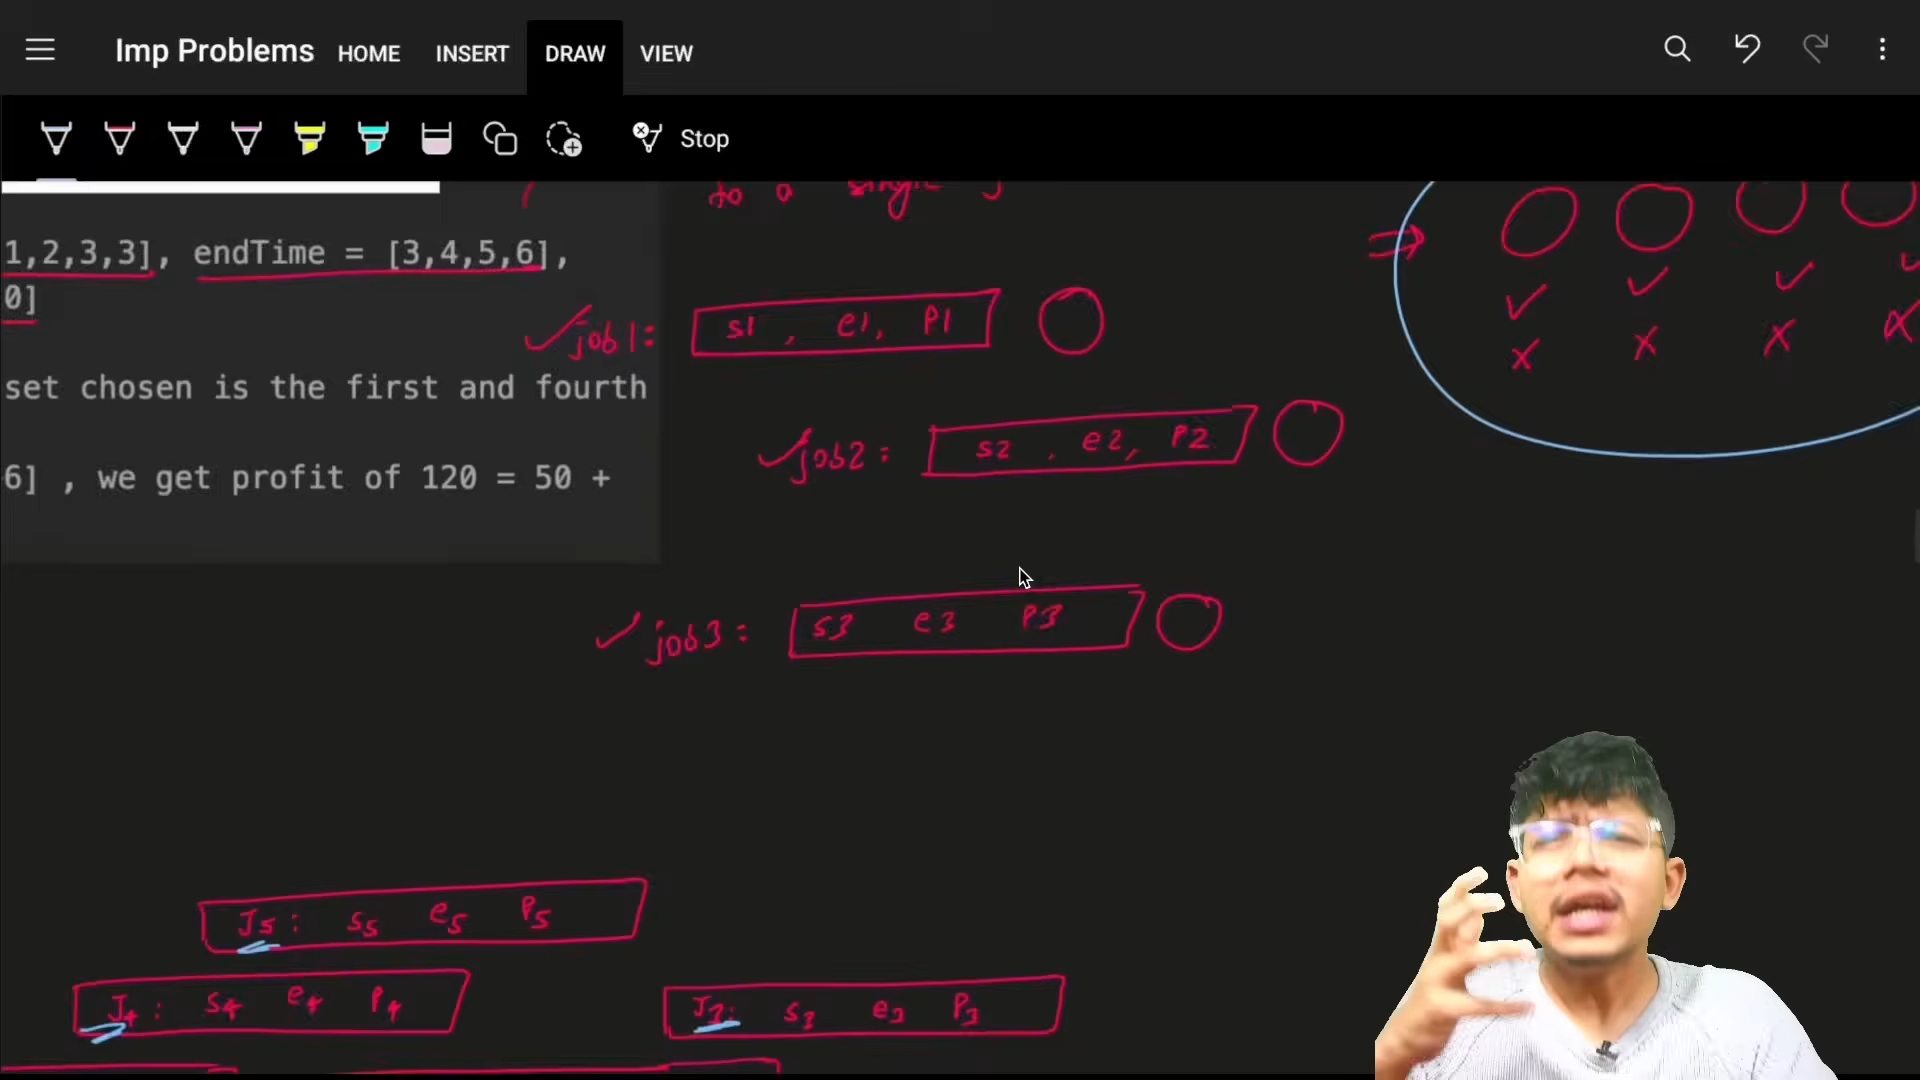 Imp Problems HOME INSERT DRAW VIEW
Stop
to a single j
1,2,3,3], endTime = [3,4,5,6],
0]
job1: s1 , e1, P1
set chosen is the first and fourth
job2: s2 , e2, P2
6] , we get profit of 120 = 50 +
job3: s3 e3 P3
J5: s5 e5 P5
J4: s4 e4 P4
J3: s3 e3 P3